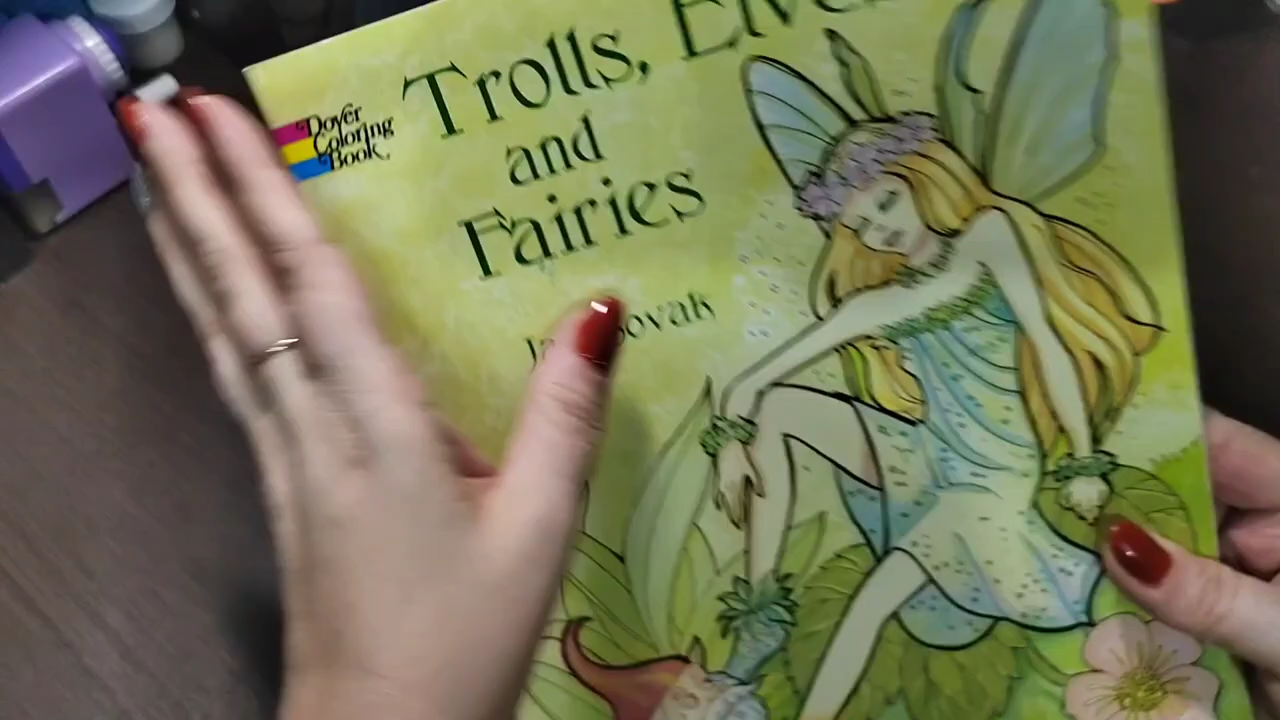 Trolls,
and
Fairies
Dover
Coloring
Book